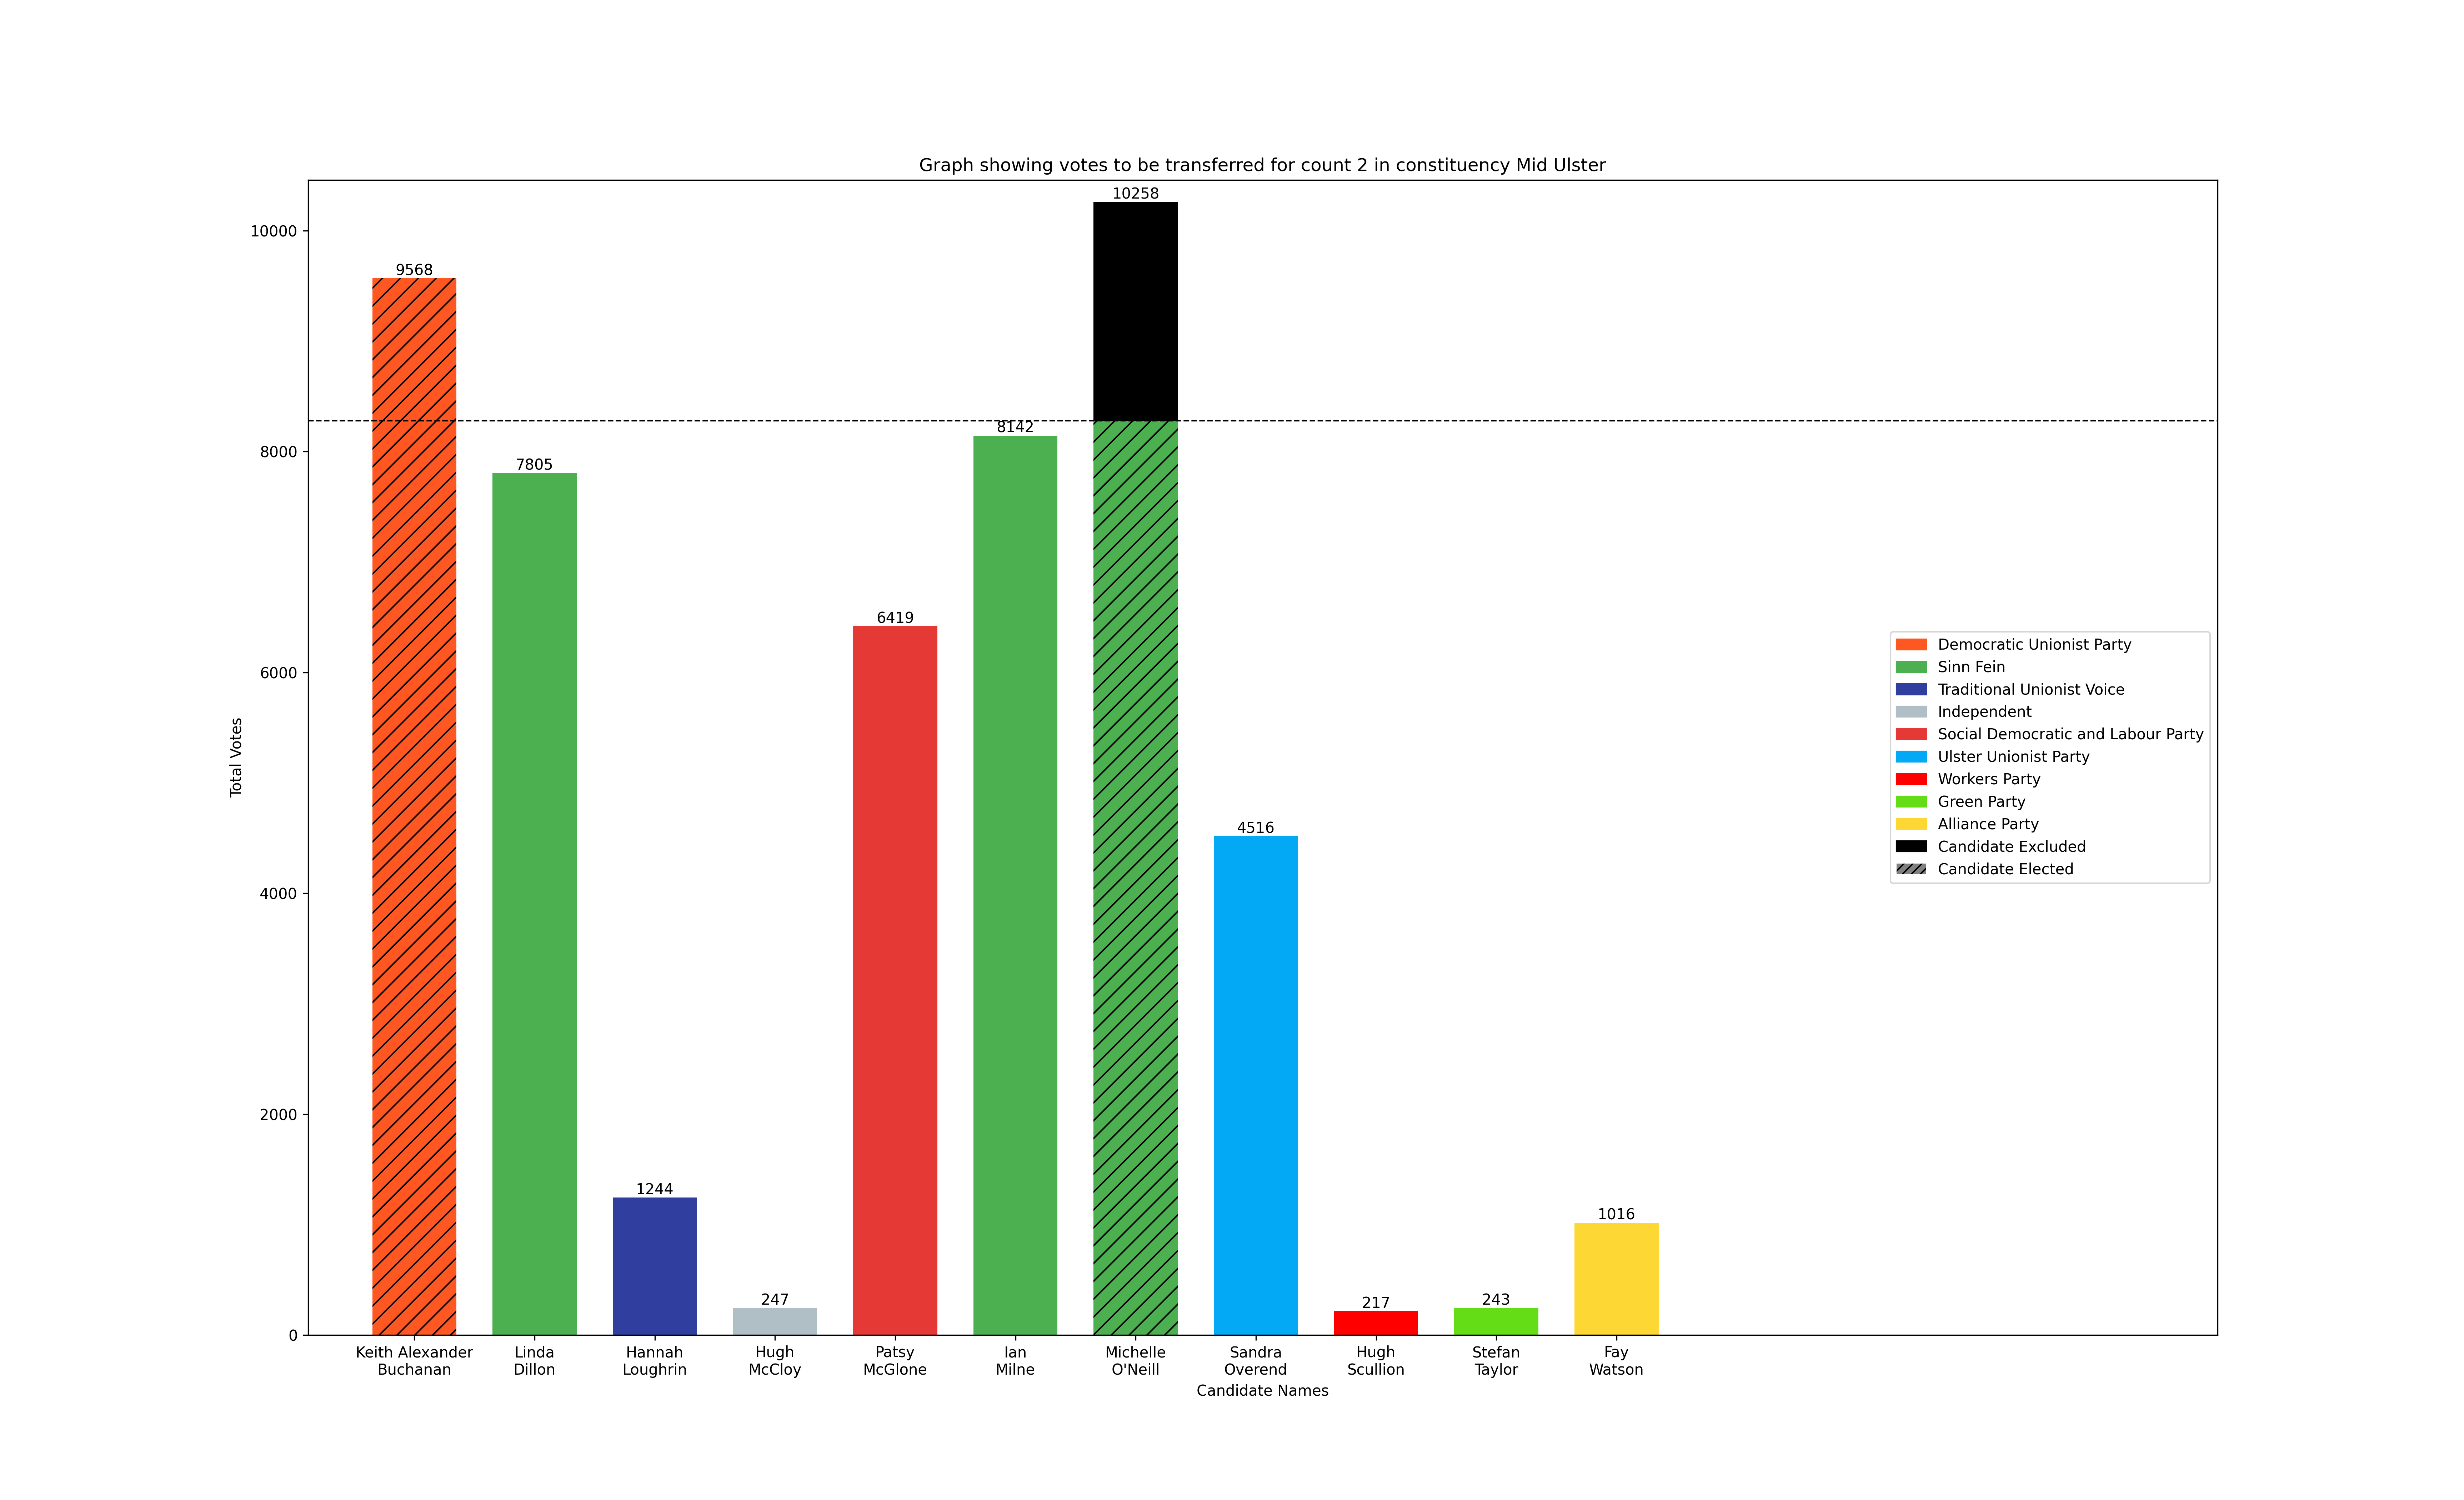 Graph showing votes to be transferred for count 2 in constituency Mid Ulster
Total Votes
10000
8000
6000
4000
2000
0
9568
7805
1244
247
6419
8142
10258
4516
217
243
1016
Keith Alexander
Buchanan
Linda
Dillon
Hannah
Loughrin
Hugh
McCloy
Patsy
McGlone
Ian
Milne
Michelle
O'Neill
Sandra
Overend
Hugh
Scullion
Stefan
Taylor
Fay
Watson
Candidate Names
Democratic Unionist Party
Sinn Fein
Traditional Unionist Voice
Independent
Social Democratic and Labour Party
Ulster Unionist Party
Workers Party
Green Party
Alliance Party
Candidate Excluded
Candidate Elected